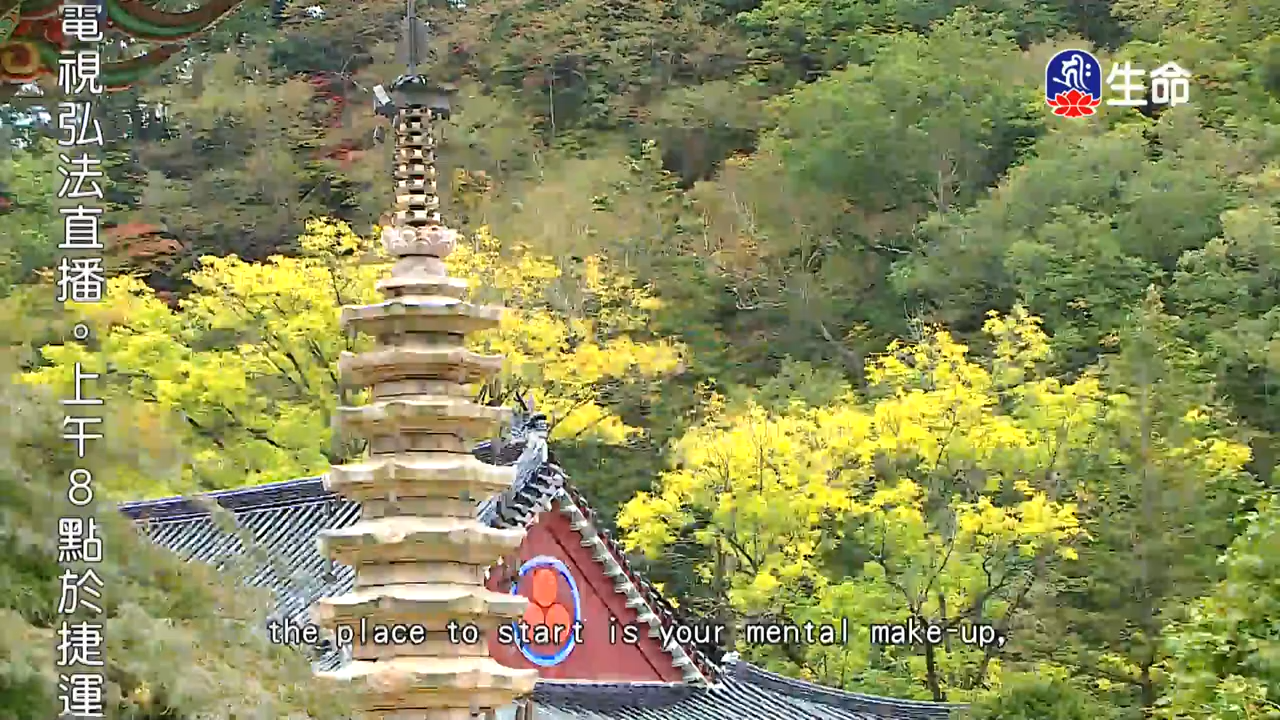 電視弘法直播。上午8點於捷運
生命
the place to start is your mental make-up,